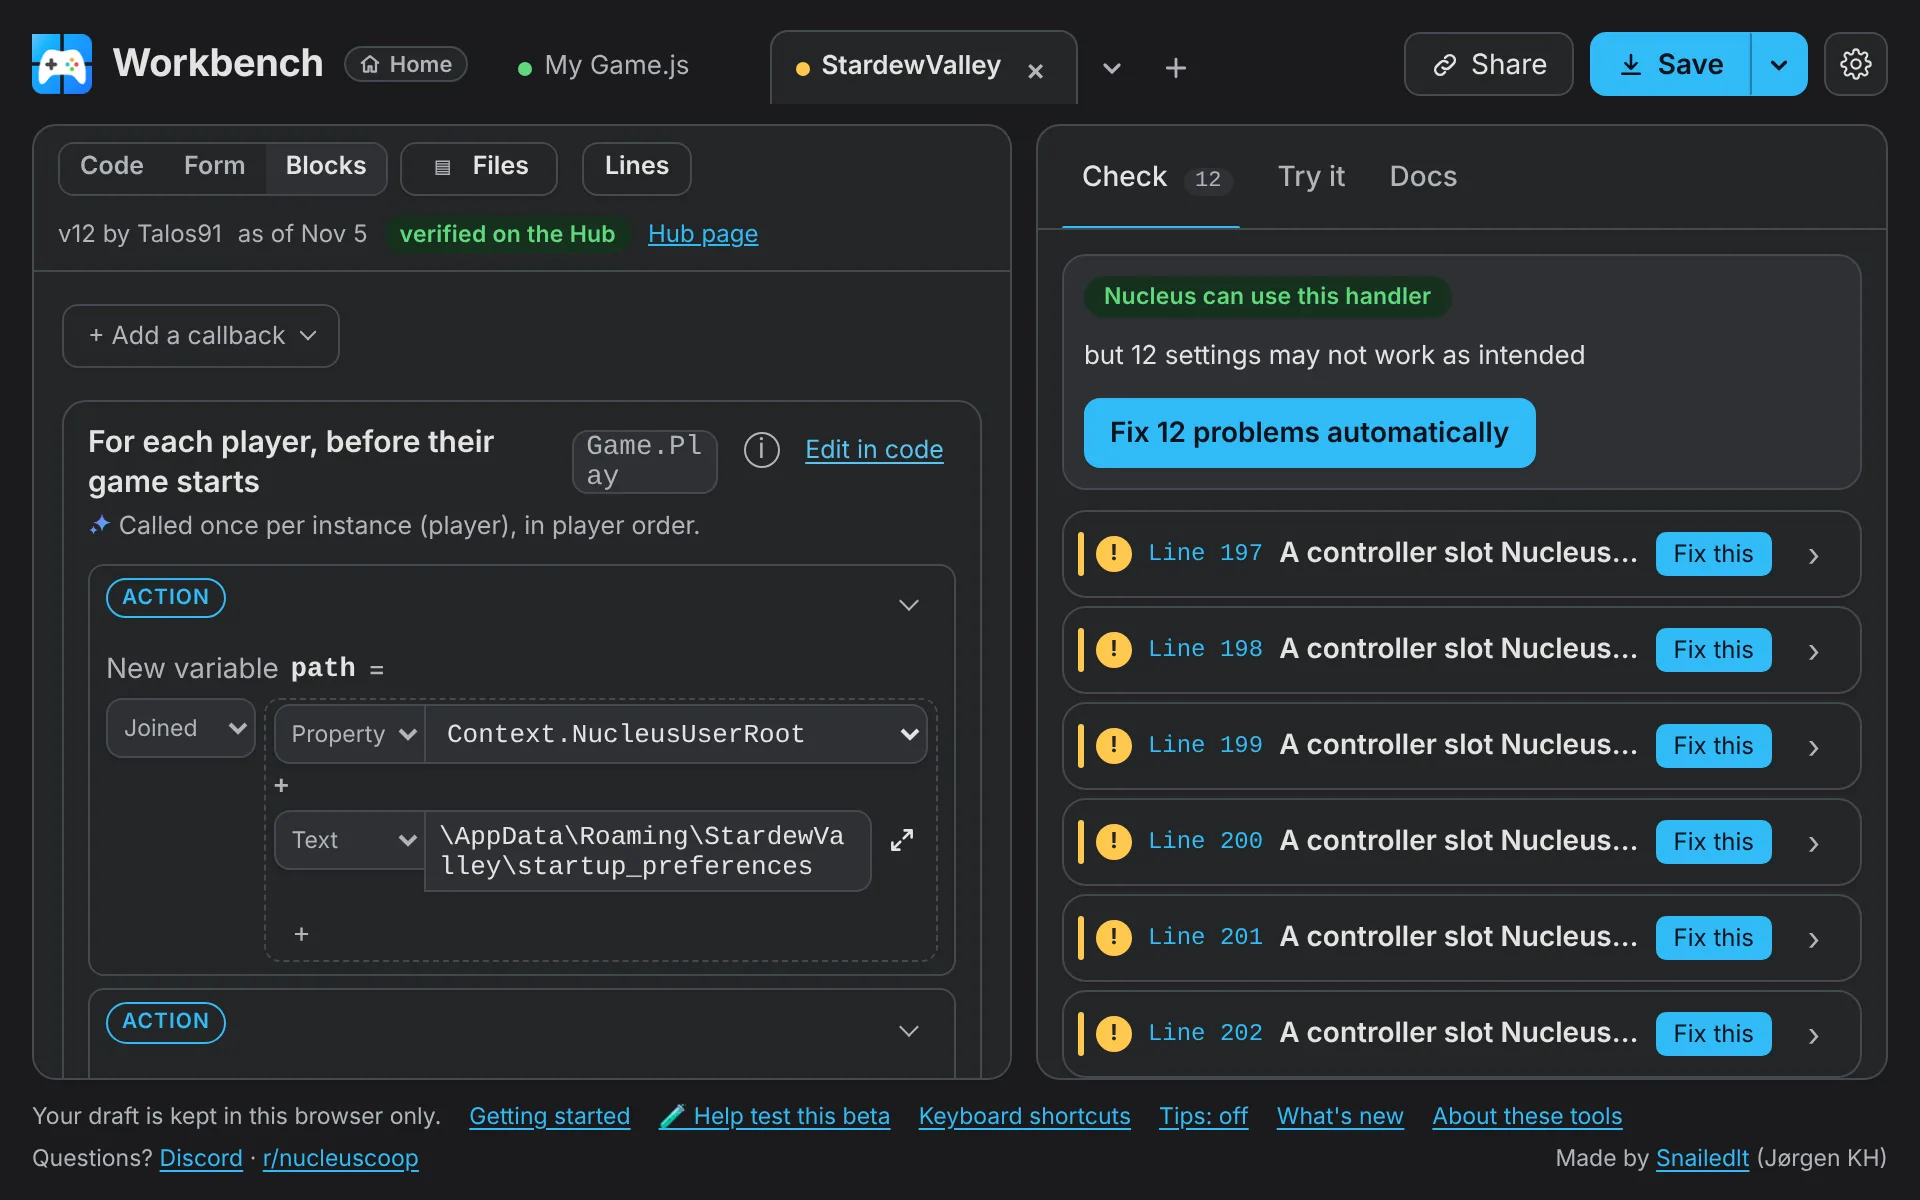 Workbench
Home
My Game.js
StardewValley ×
+
Share
Save
Code
Form
Blocks
Files
Lines
v12 by Talos91 as of Nov 5
verified on the Hub
Hub page
+ Add a callback
For each player, before their
game starts
Game.Pl
ay
Edit in code
Called once per instance (player), in player order.
ACTION
New variable path =
Joined
Property
Context.NucleusUserRoot
+
Text
\AppData\Roaming\StardewVa
lley\startup_preferences
+
ACTION
Check 12
Try it
Docs
Nucleus can use this handler
but 12 settings may not work as intended
Fix 12 problems automatically
! Line 197 A controller slot Nucleus... Fix this ›
! Line 198 A controller slot Nucleus... Fix this ›
! Line 199 A controller slot Nucleus... Fix this ›
! Line 200 A controller slot Nucleus... Fix this ›
! Line 201 A controller slot Nucleus... Fix this ›
! Line 202 A controller slot Nucleus... Fix this ›
Your draft is kept in this browser only. Getting started 🧪 Help test this beta Keyboard shortcuts Tips: off What's new About these tools
Questions? Discord · r/nucleuscoop
Made by SnailedIt (Jørgen KH)